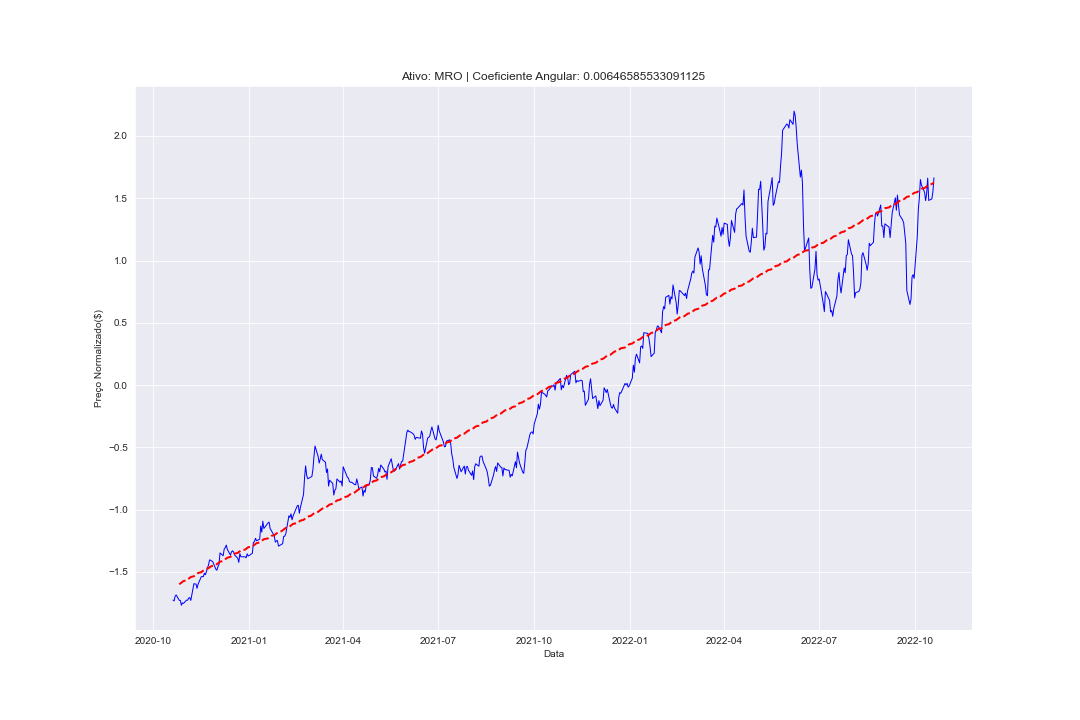 Ativo: MRO | Coeficiente Angular: 0.00646585533091125
2.0
1.5
1.0
0.5
0.0
−0.5
−1.0
−1.5
Preço Normalizado($)
2020-10 2021-01 2021-04 2021-07 2021-10 2022-01 2022-04 2022-07 2022-10
Data